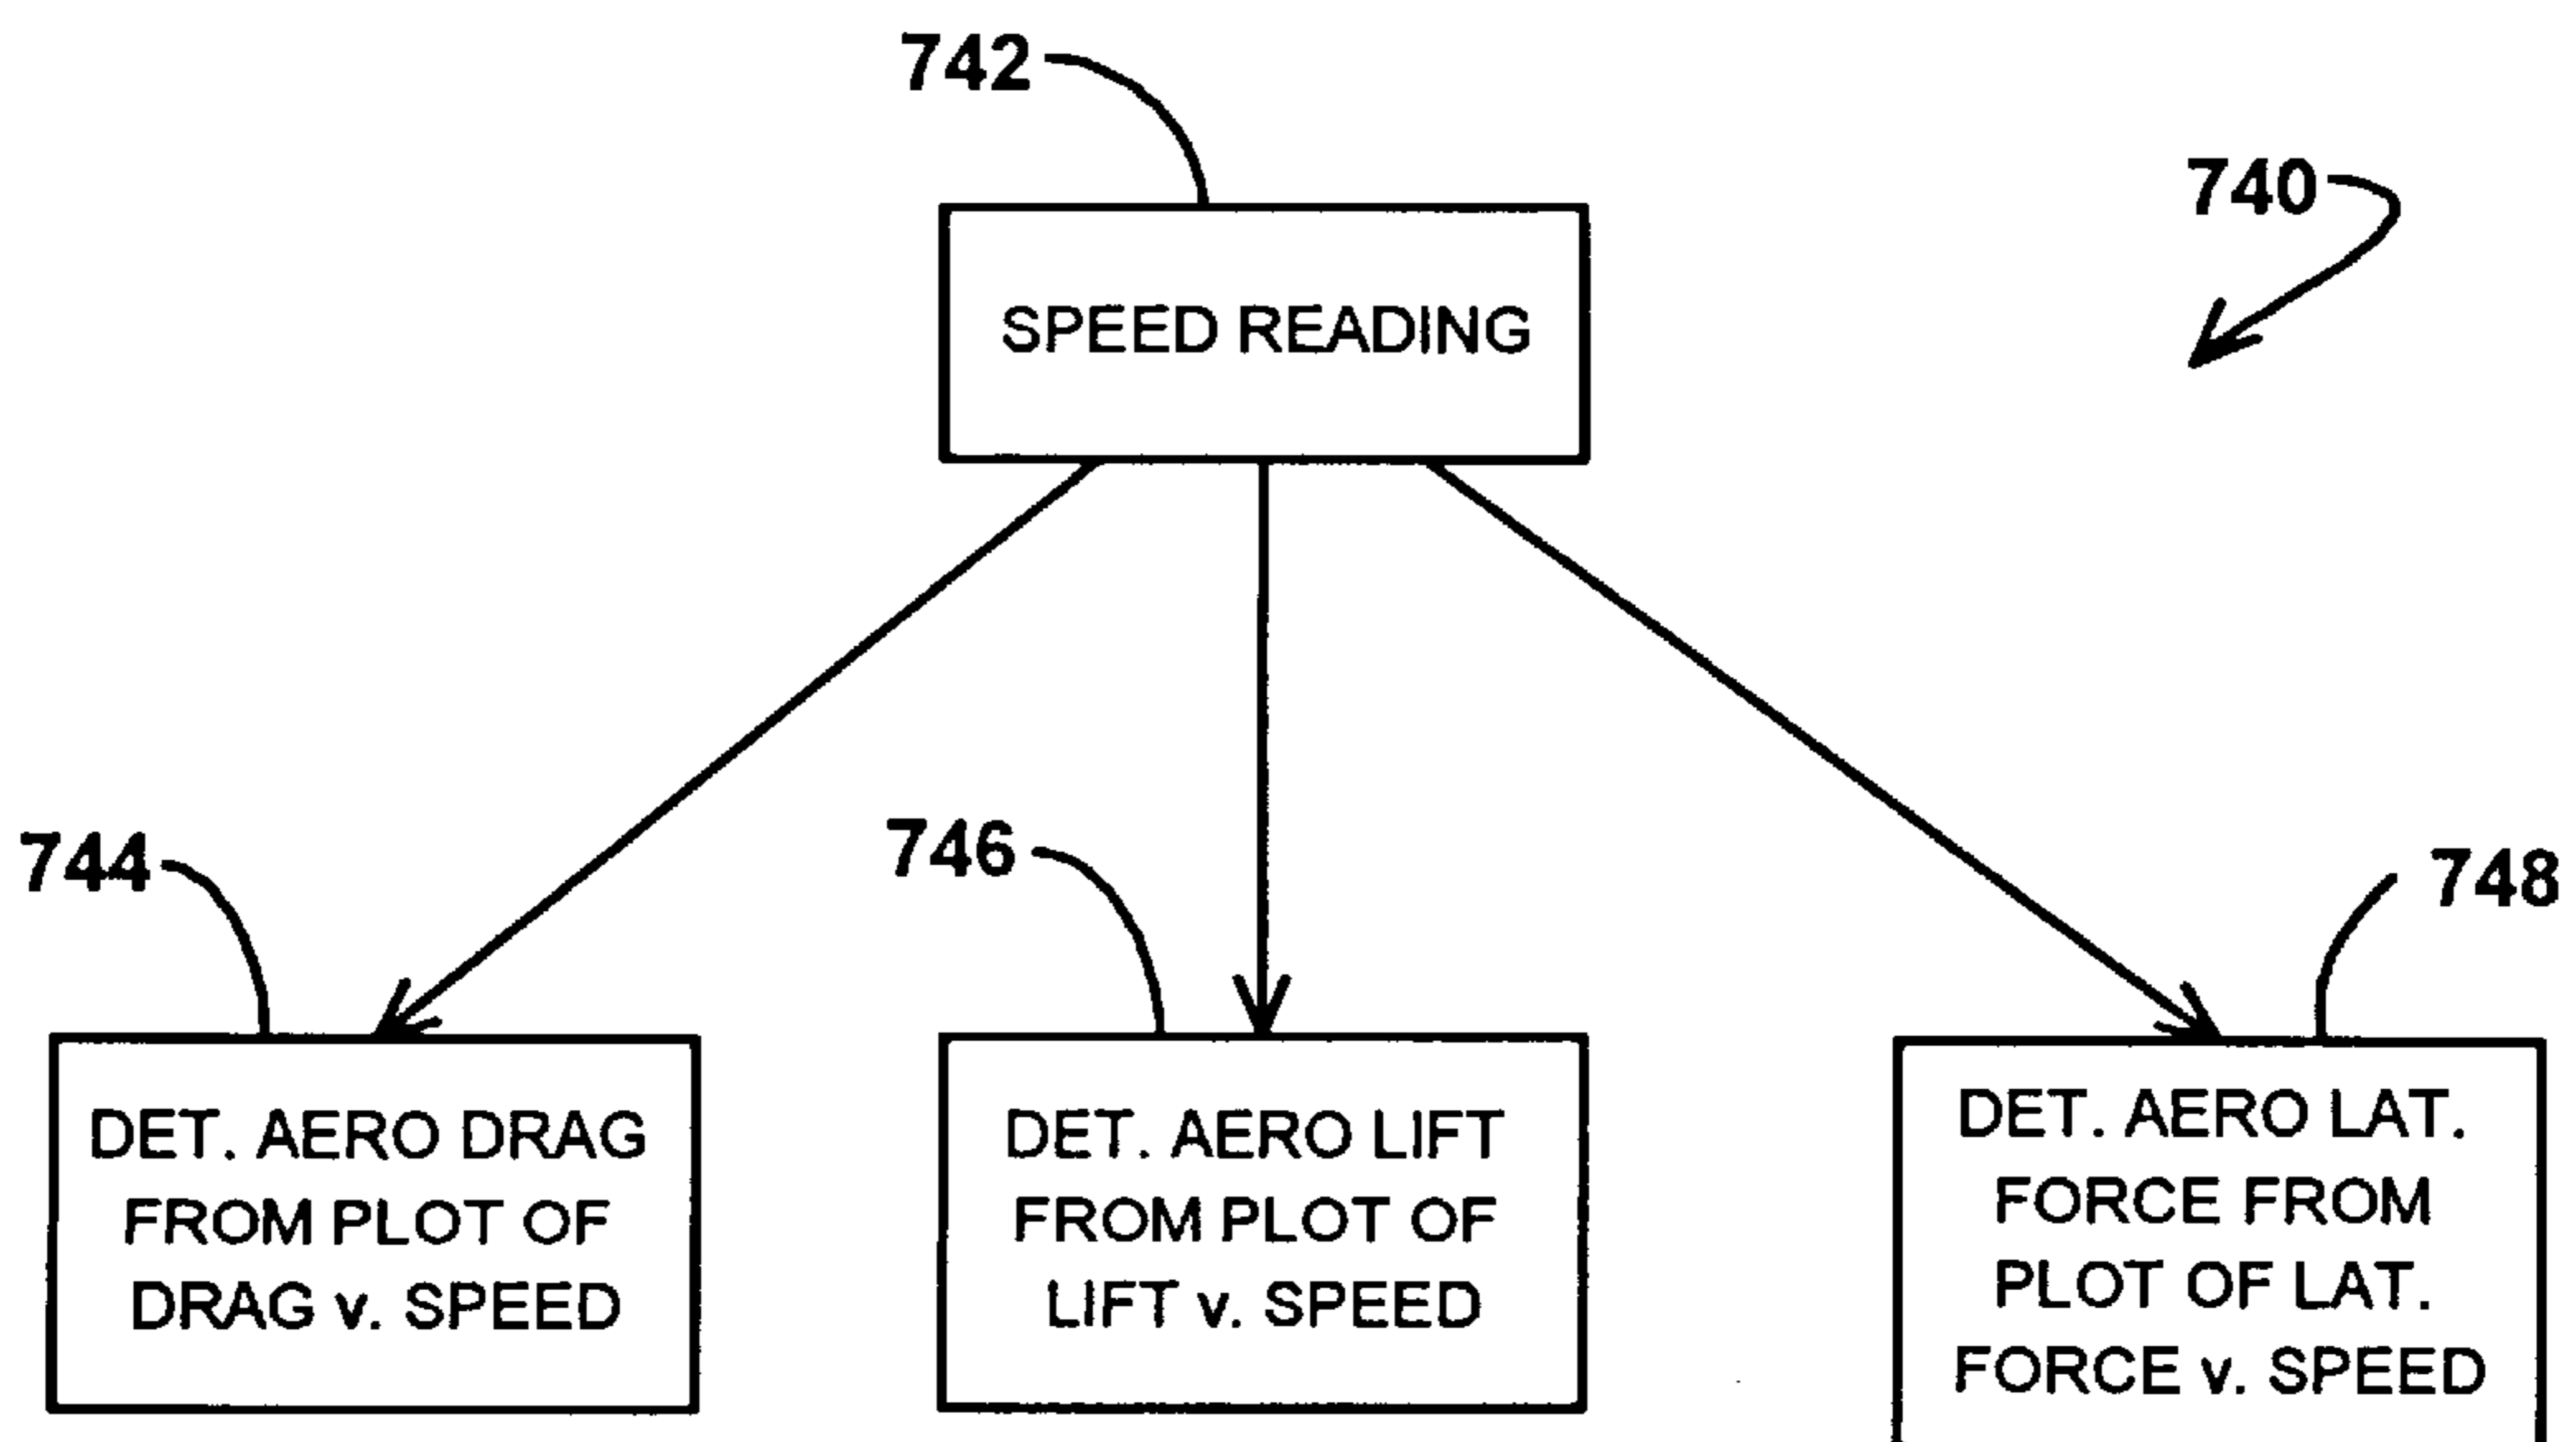 742
740
SPEED READING
744
746
748
DET. AERO DRAG
FROM PLOT OF
DRAG v. SPEED
DET. AERO LIFT
FROM PLOT OF
LIFT v. SPEED
DET. AERO LAT.
FORCE FROM
PLOT OF LAT.
FORCE v. SPEED